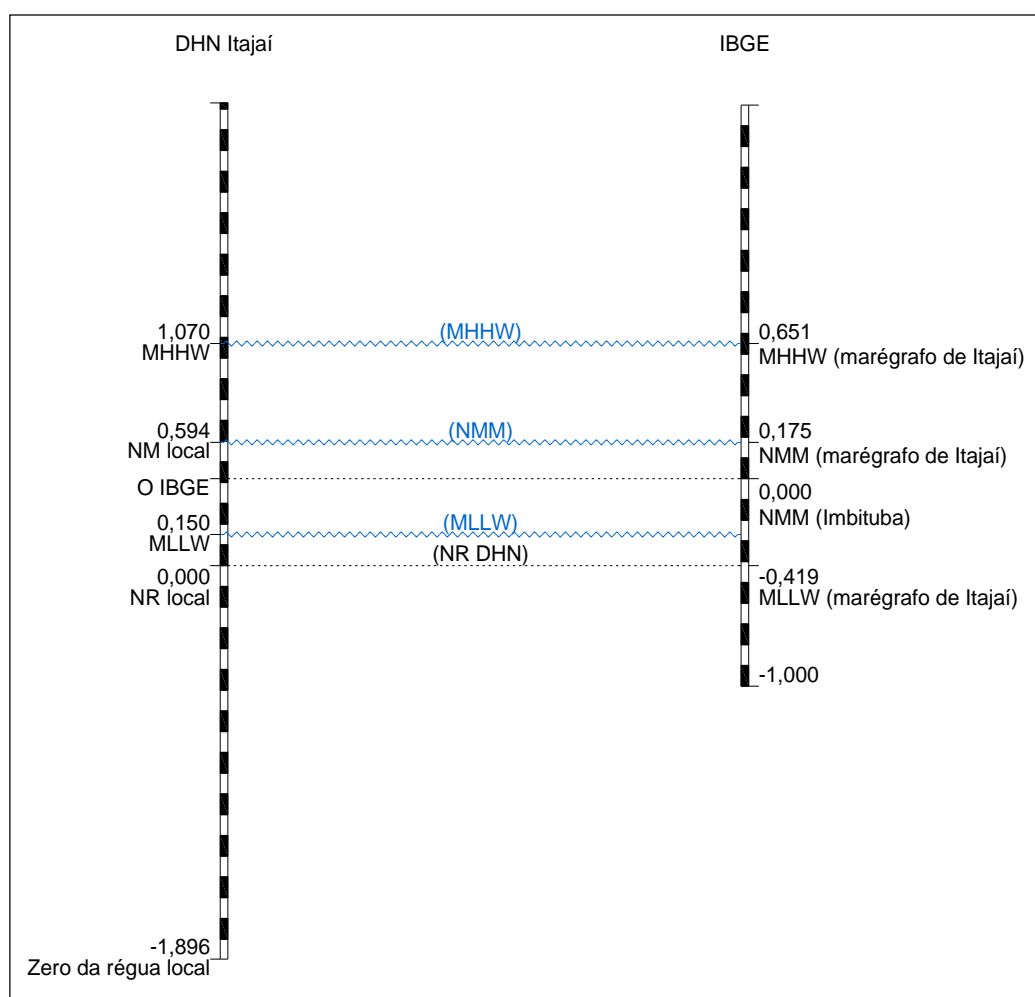 DHN Itajaí
IBGE
1,070
MHHW
(MHHW)
0,651
MHHW (marégrafo de Itajaí)
0,594
NM local
(NMM)
0,175
NMM (marégrafo de Itajaí)
O IBGE
0,000
NMM (Imbituba)
0,150
MLLW
(MLLW)
(NR DHN)
0,000
NR local
-0,419
MLLW (marégrafo de Itajaí)
-1,000
-1,896
Zero da régua local